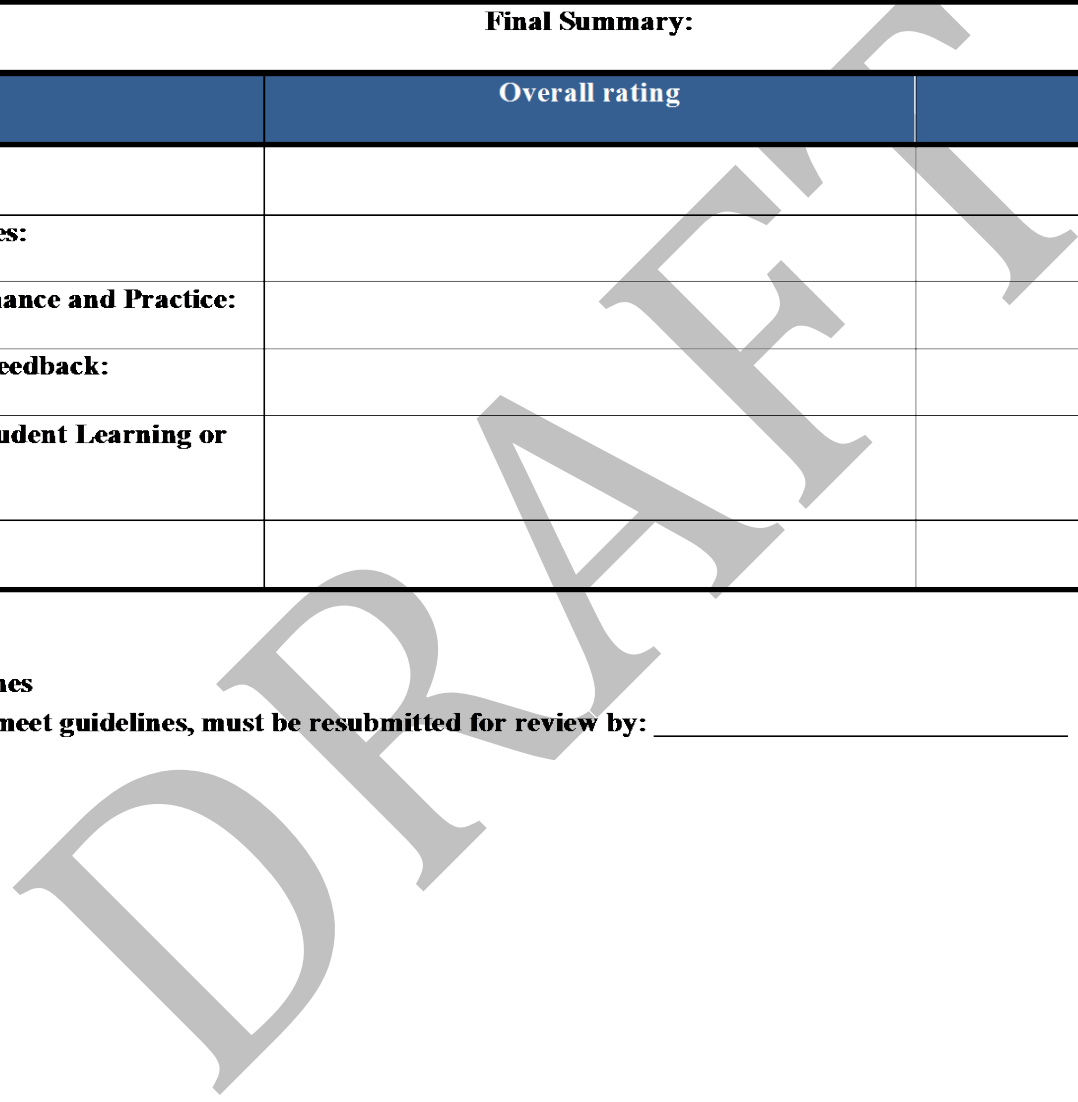 Final Summary:
Overall rating
es:
nance and Practice:
eedback:
udent Learning or
nes
meet guidelines, must be resubmitted for review by:
DRAFT